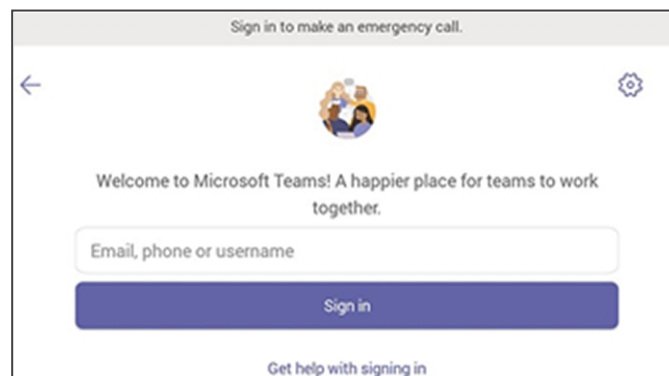 Sign in to make an emergency call.
Welcome to Microsoft Teams! A happier place for teams to work
together.
Email, phone or username
Sign in
Get help with signing in